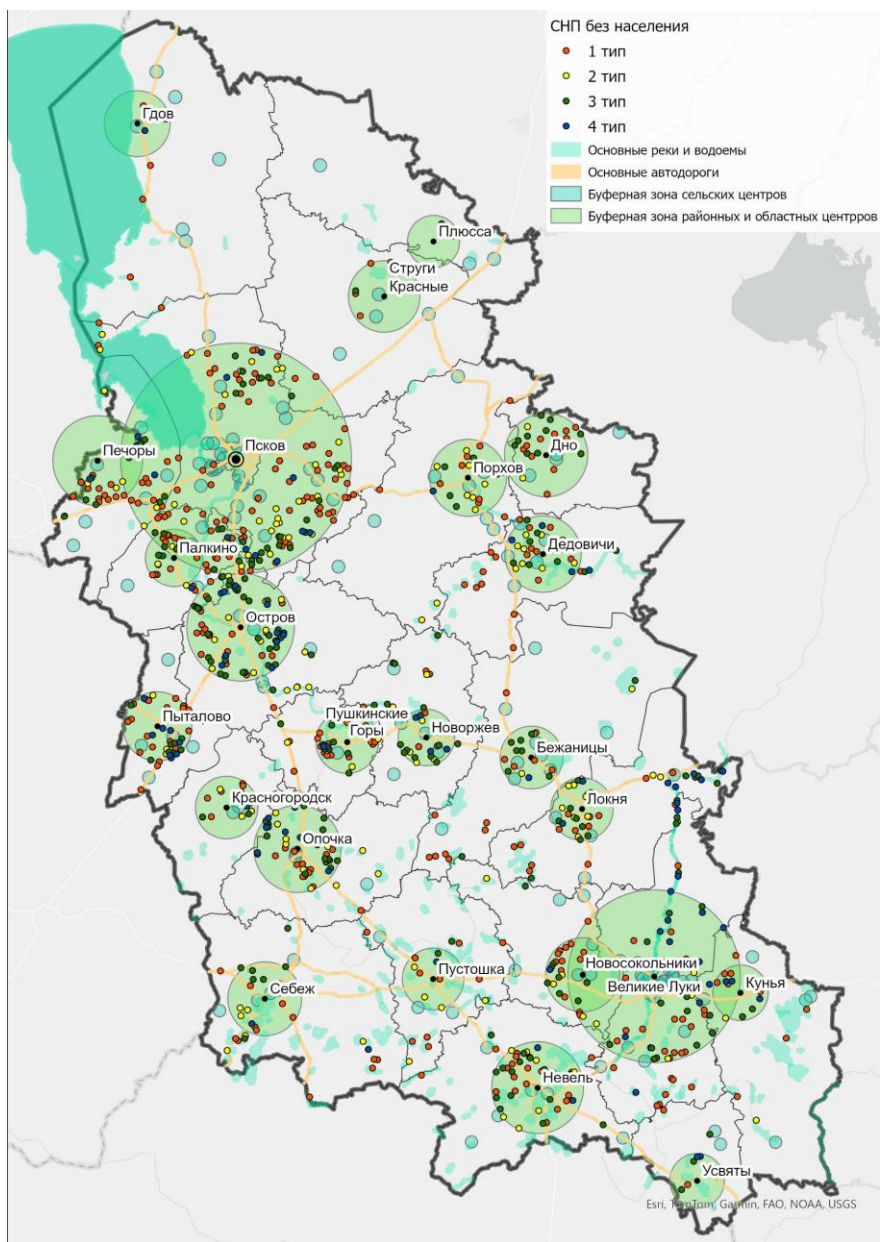 СНП без населения
1 тип
2 тип
3 тип
4 тип
Основные реки и водоемы
Основные автодороги
Буферная зона сельских центров
Буферная зона районных и областных центрров
Гдов
Плюсса
Струги
Красные
Печоры
Псков
Порхов
Дно
Палкино
Дедовичи
Остров
Пыталово
Пушкинские
Горы
Новоржев
Бежаницы
Красногородск
Локня
Опочка
Новосокольники
Великие Луки
Кунья
Пустошка
Себеж
Невель
Усвяты
Esri, TomTom, Garmin, FAO, NOAA, USGS